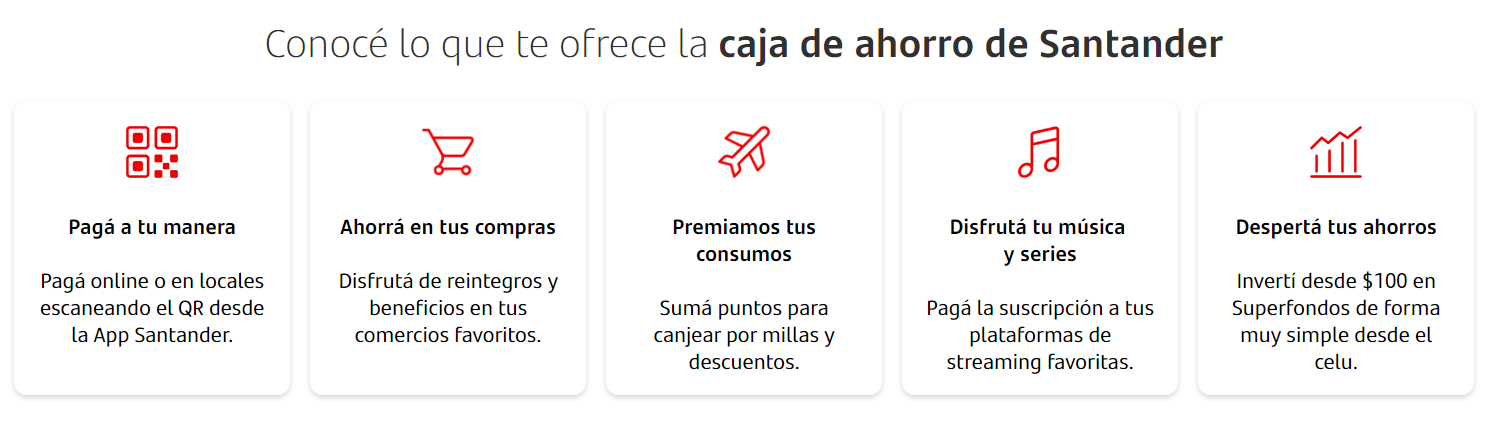 Conocé lo que te ofrece la caja de ahorro de Santander
Pagá a tu manera
Pagá online o en locales
escaneando el QR desde
la App Santander.
Ahorrá en tus compras
Disfrutá de reintegros y
beneficios en tus
comercios favoritos.
Premiamos tus
consumos
Sumá puntos para
canjear por millas y
descuentos.
Disfrutá tu música
y series
Pagá la suscripción a tus
plataformas de
streaming favoritas.
Despertá tus ahorros
Invertí desde $100 en
Superfondos de forma
muy simple desde el
celu.